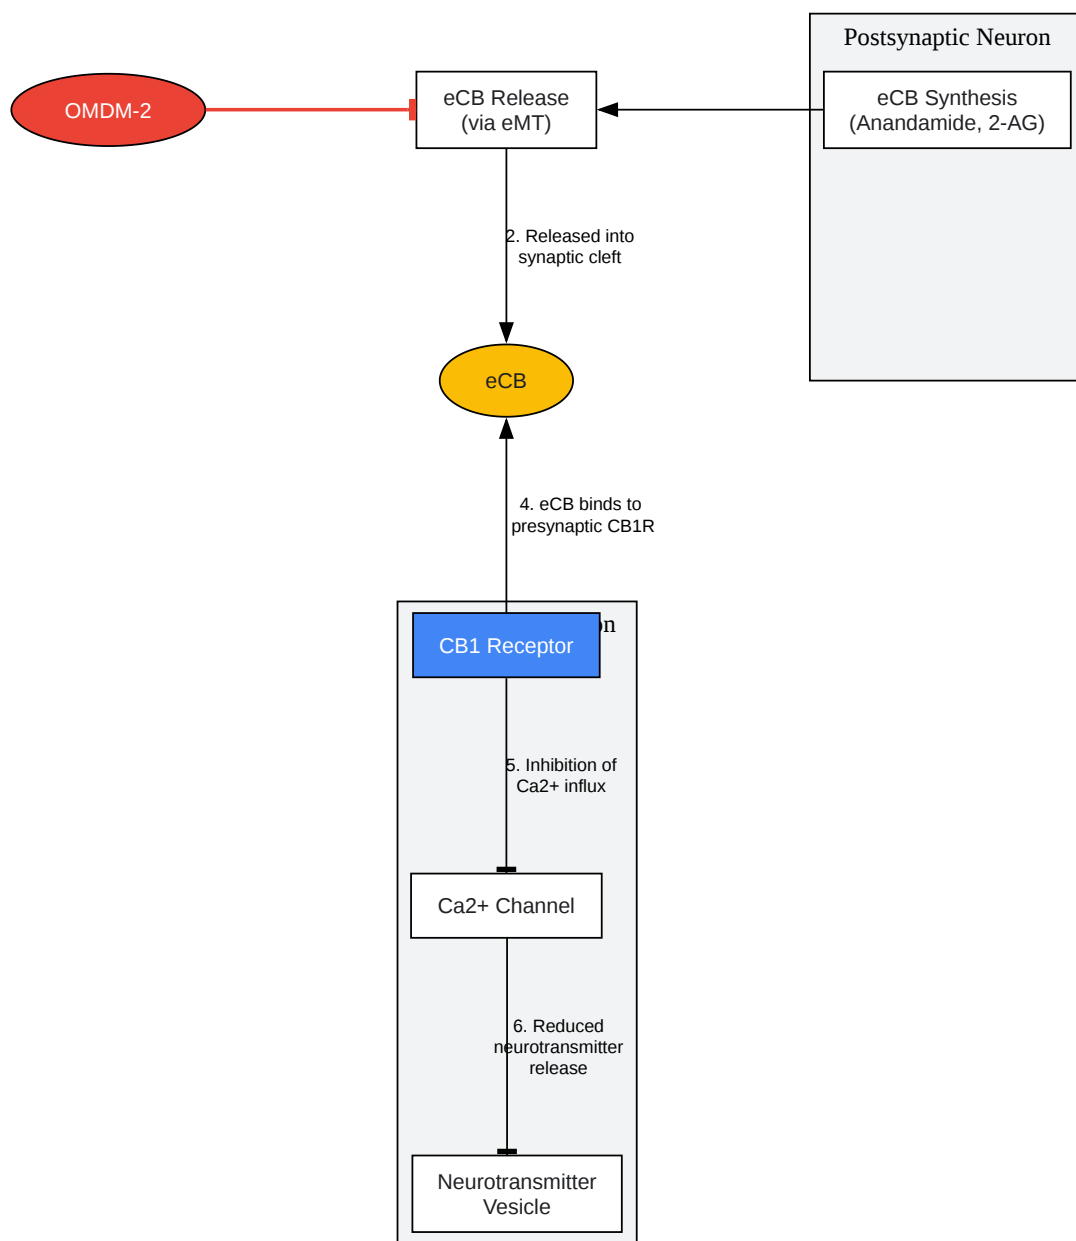 Postsynaptic Neuron
OMDM-2
eCB Release
(via eMT)
eCB Synthesis
(Anandamide, 2-AG)
2. Released into
synaptic cleft
eCB
4. eCB binds to
presynaptic CB1R
CB1 Receptor
5. Inhibition of
Ca2+ influx
Ca2+ Channel
6. Reduced
neurotransmitter
release
Neurotransmitter
Vesicle